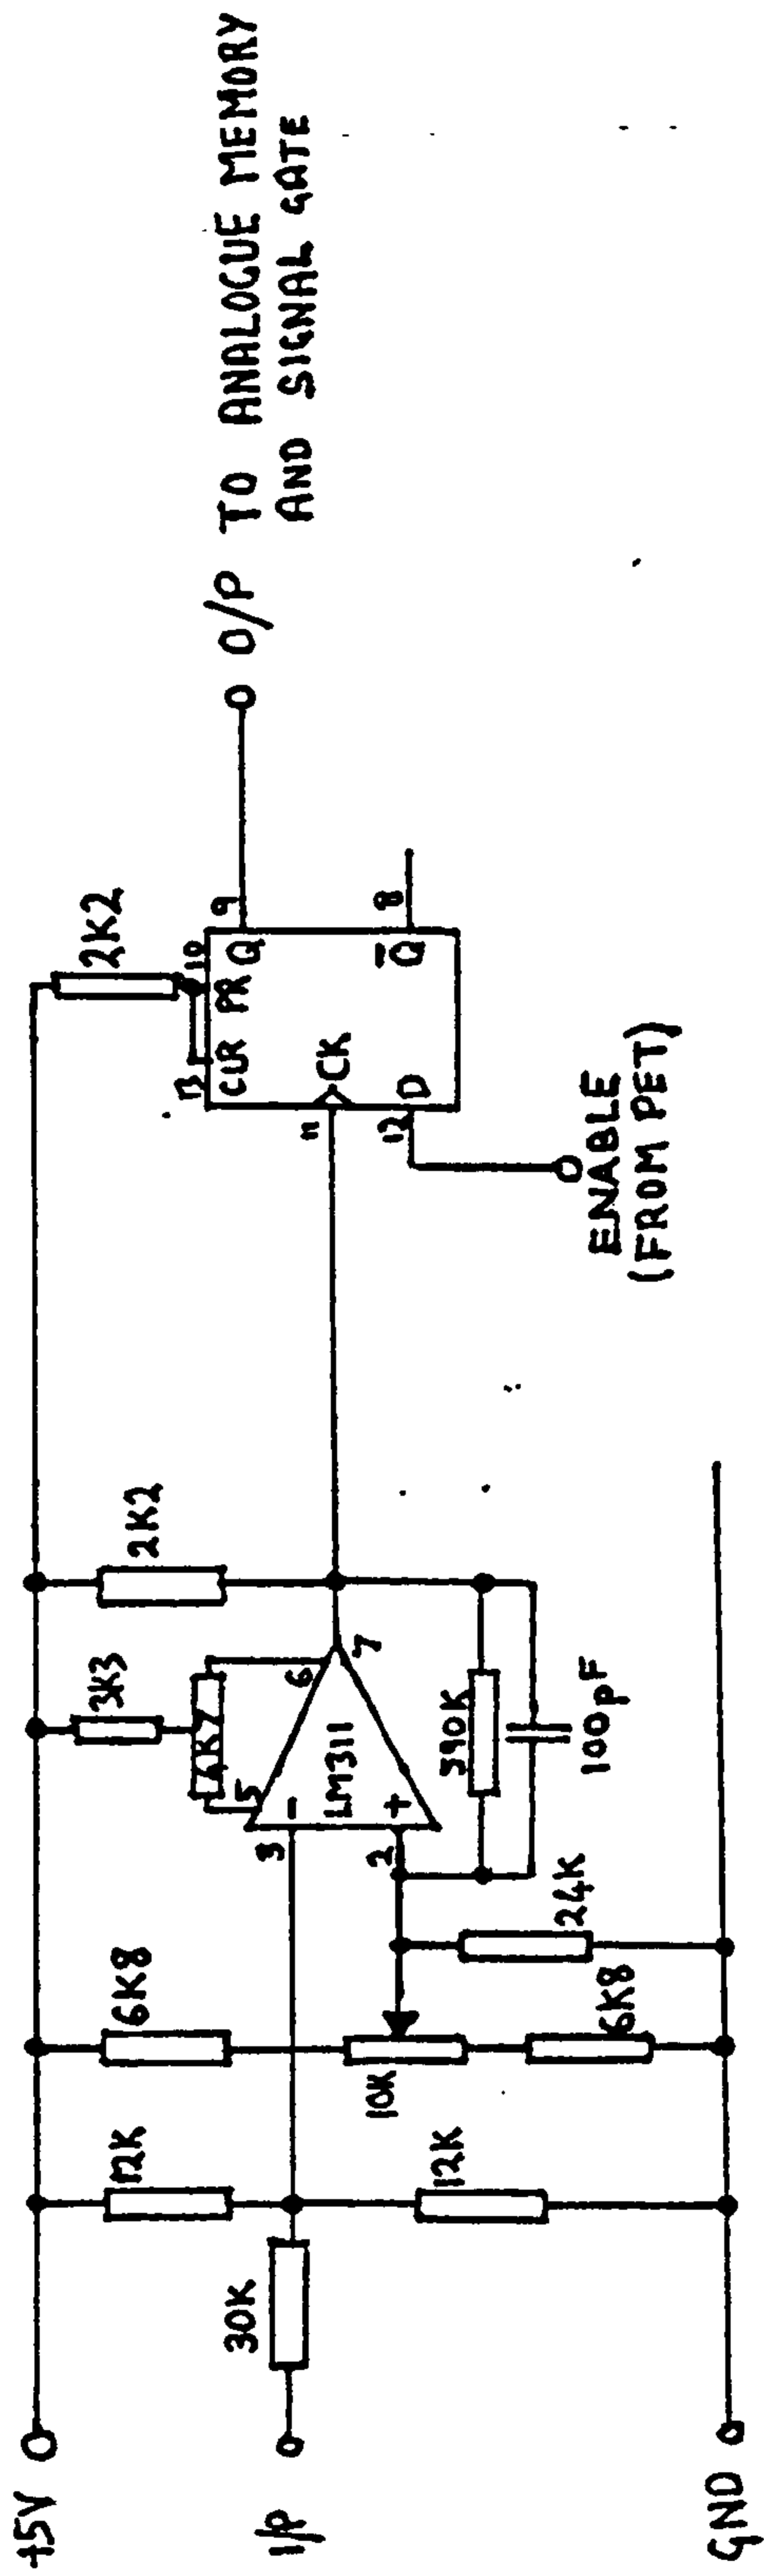 +5V
I/P
GND
30K
12K
12K
6K8
10K
6K8
24K
3
2
-
+
LM311
5
6
7
4K7
3K3
2K2
390K
100pF
2K2
13
10
CLR
PR
11
CK
12
D
Q
9
Q̅
8
ENABLE
(FROM PET)
O/P TO ANALOGUE MEMORY
AND SIGNAL GATE